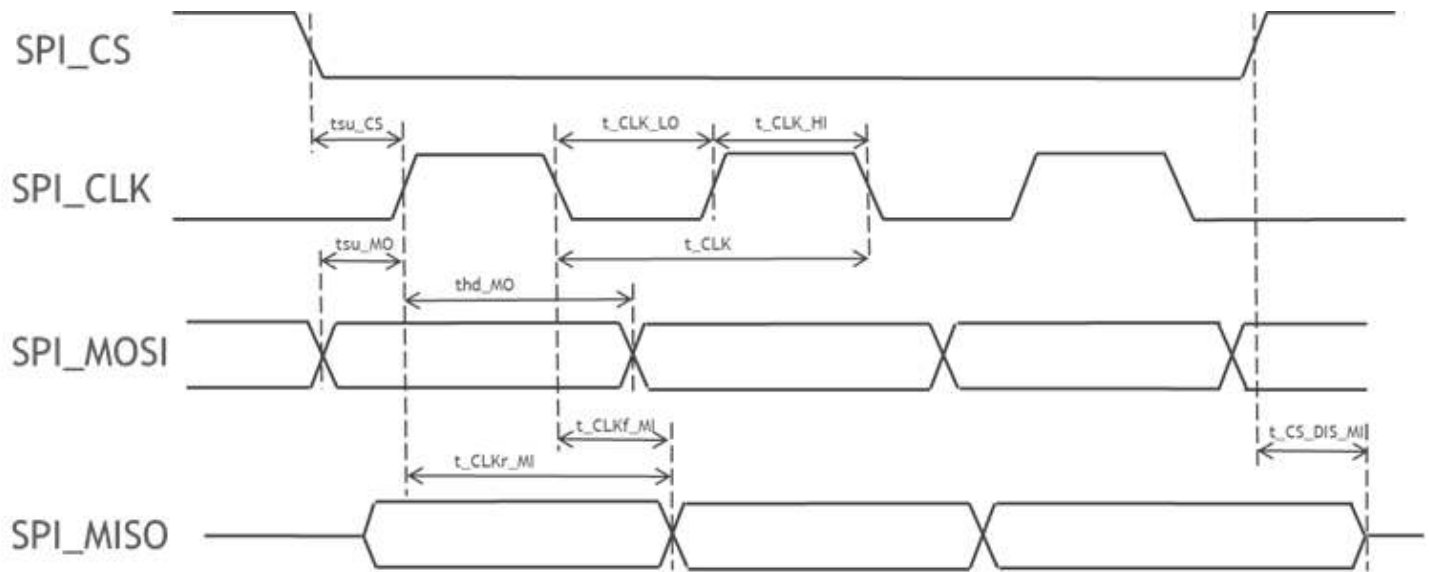 SPI_CS
tsu_CS
t_CLK_LO
t_CLK_HI
SPI_CLK
tsu_MO
t_CLK
thd_MO
SPI_MOSI
t_CLKf_MI
t_CS_DIS_MI
t_CLKr_MI
SPI_MISO